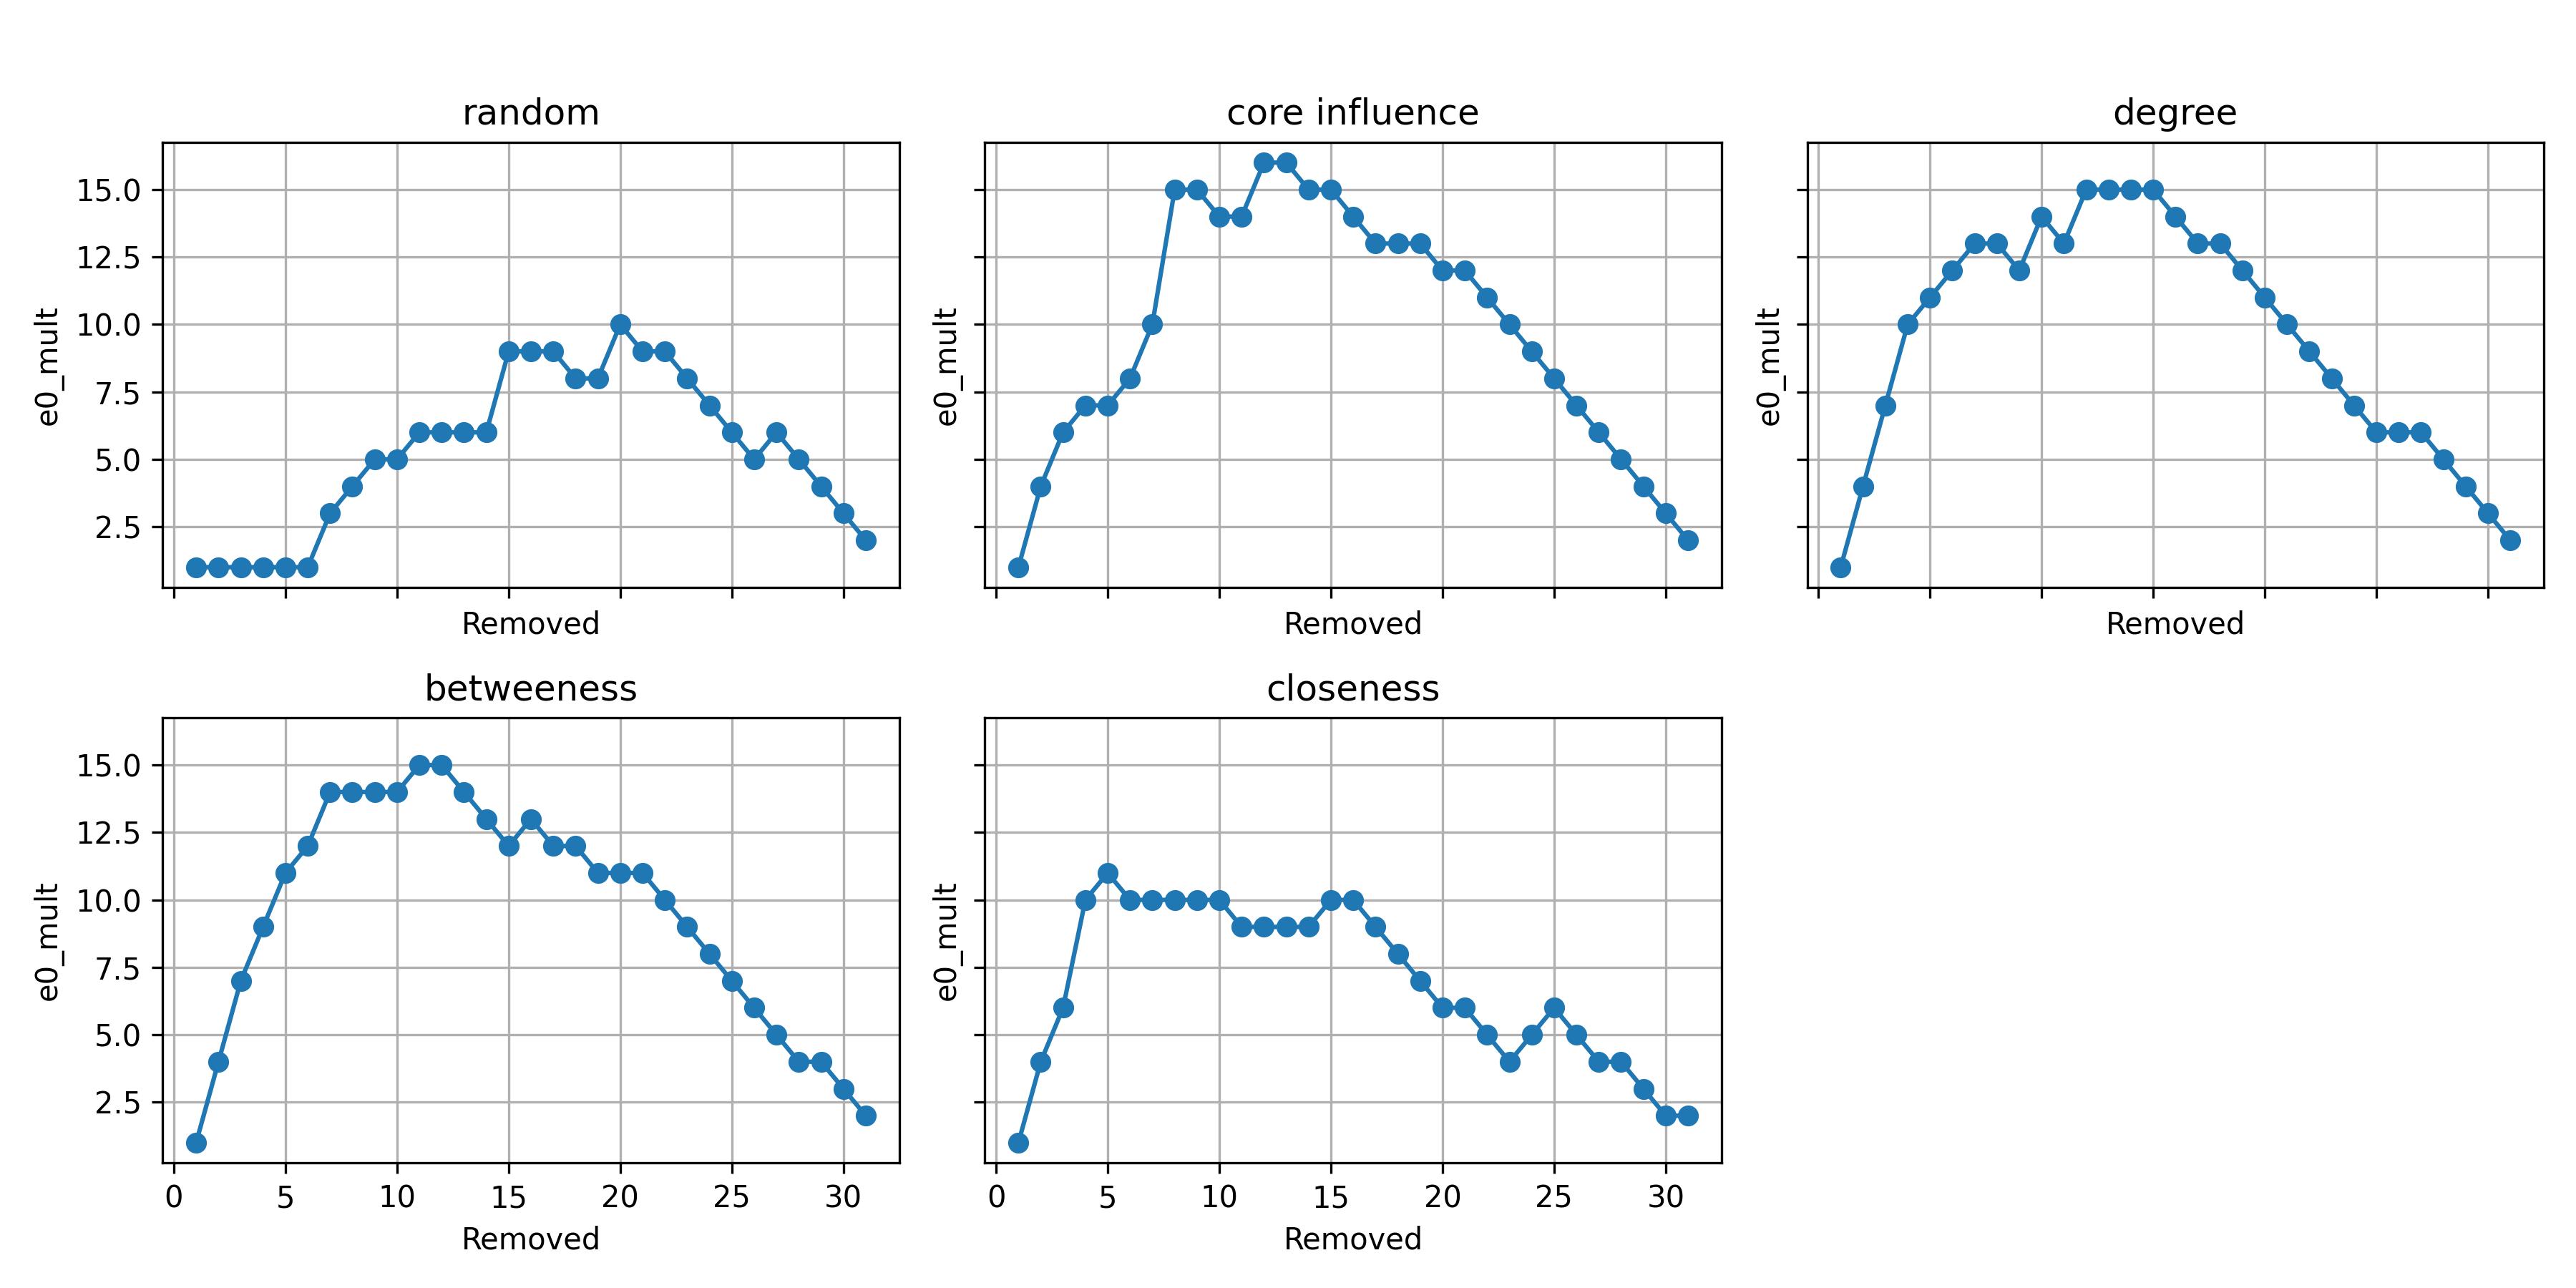 random
core influence
degree
15.0
12.5
10.0
7.5
5.0
2.5
e0_mult
e0_mult
e0_mult
Removed
Removed
Removed
betweeness
closeness
15.0
12.5
10.0
7.5
5.0
2.5
e0_mult
e0_mult
0 5 10 15 20 25 30
0 5 10 15 20 25 30
Removed
Removed